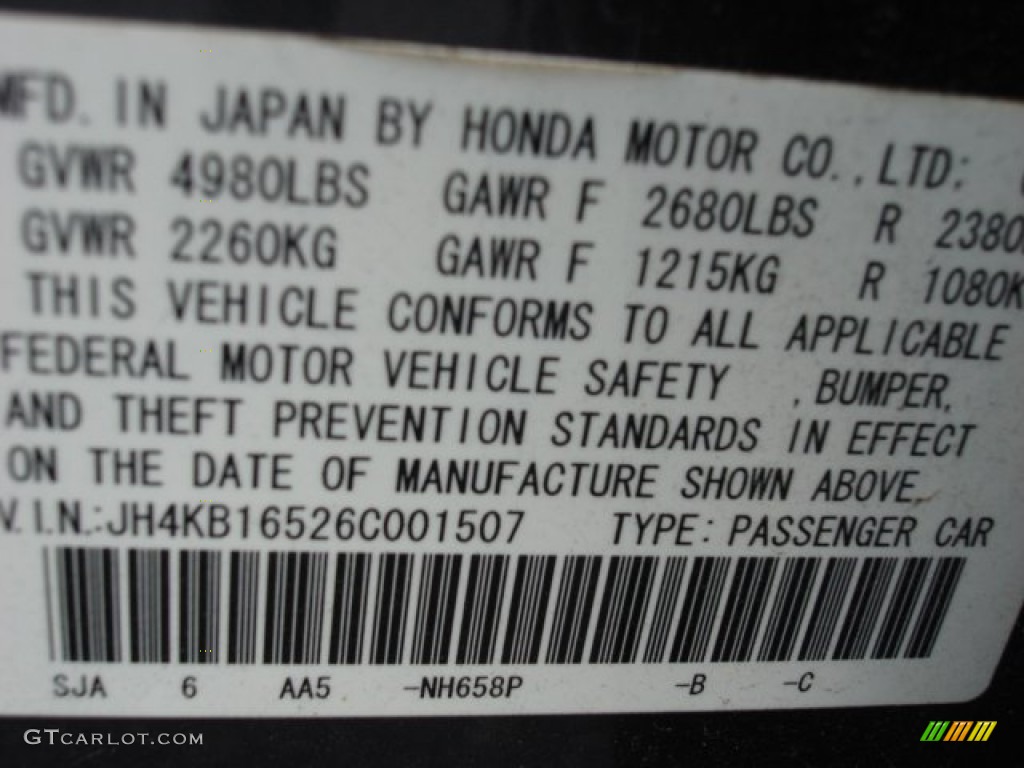 MFD. IN JAPAN BY HONDA MOTOR CO.,LTD:
GVWR 4980LBS GAWR F 2680LBS R 2380
GVWR 2260KG GAWR F 1215KG R 1080K
THIS VEHICLE CONFORMS TO ALL APPLICABLE
FEDERAL MOTOR VEHICLE SAFETY , BUMPER,
AND THEFT PREVENTION STANDARDS IN EFFECT
ON THE DATE OF MANUFACTURE SHOWN ABOVE.
V.I.N.:JH4KB16526C001507 TYPE: PASSENGER CAR
SJA 6 AA5 -NH658P -B -C
GTCARLOT.COM